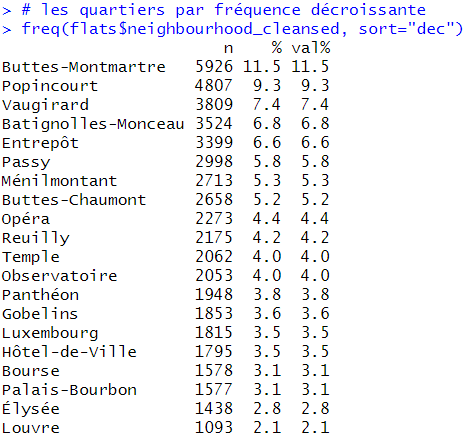 > # les quartiers par fréquence décroissante
> freq(flats$neighbourhood_cleansed, sort="dec")
n % val%
Buttes-Montmartre 5926 11.5 11.5
Popincourt 4807 9.3 9.3
Vaugirard 3809 7.4 7.4
Batignolles-Monceau 3524 6.8 6.8
Entrepôt 3399 6.6 6.6
Passy 2998 5.8 5.8
Ménilmontant 2713 5.3 5.3
Buttes-Chaumont 2658 5.2 5.2
Opéra 2273 4.4 4.4
Reuilly 2175 4.2 4.2
Temple 2062 4.0 4.0
Observatoire 2053 4.0 4.0
Panthéon 1948 3.8 3.8
Gobelins 1853 3.6 3.6
Luxembourg 1815 3.5 3.5
Hôtel-de-Ville 1795 3.5 3.5
Bourse 1578 3.1 3.1
Palais-Bourbon 1577 3.1 3.1
Élysée 1438 2.8 2.8
Louvre 1093 2.1 2.1